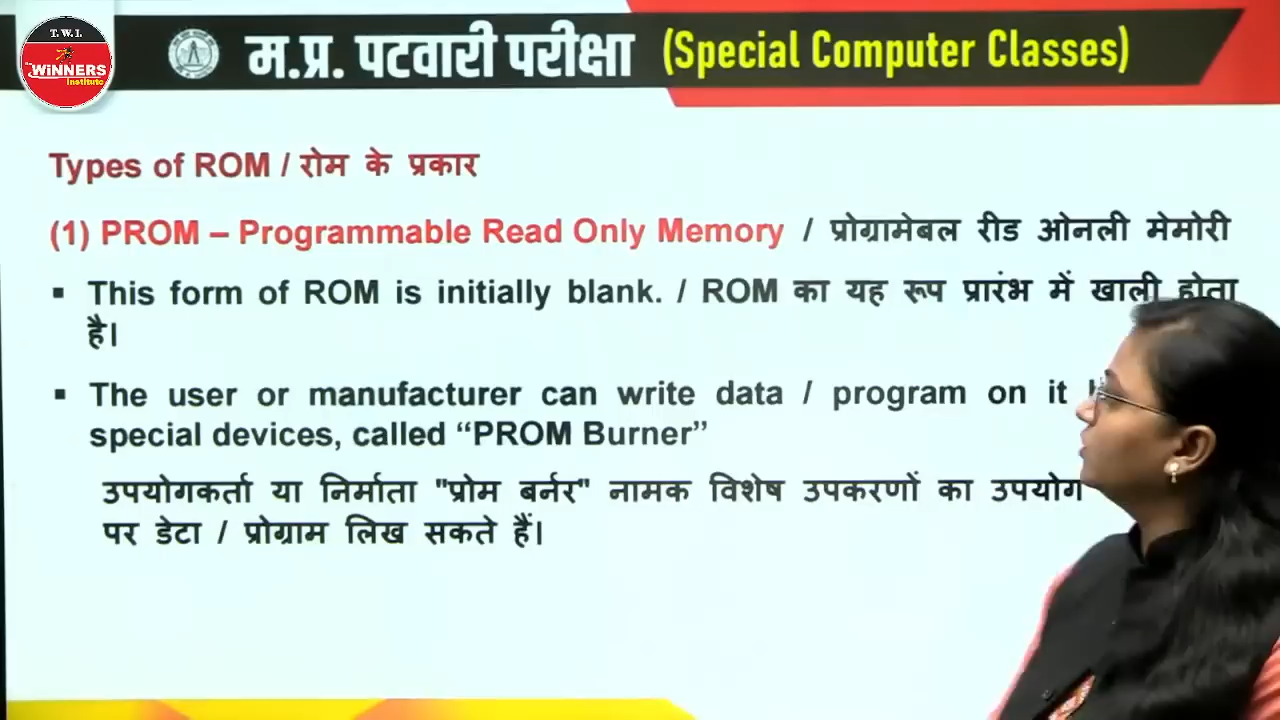 T.W.I.
WiNNERS
institute
म.प्र. पटवारी परीक्षा (Special Computer Classes)
Types of ROM / रोम के प्रकार
(1) PROM – Programmable Read Only Memory / प्रोग्रामेबल रीड ओनली मेमोरी
▪ This form of ROM is initially blank. / ROM का यह रूप प्रारंभ में खाली होता
है।
▪ The user or manufacturer can write data / program on it
special devices, called “PROM Burner”
उपयोगकर्ता या निर्माता "प्रोम बर्नर" नामक विशेष उपकरणों का उपयोग
पर डेटा / प्रोग्राम लिख सकते हैं।